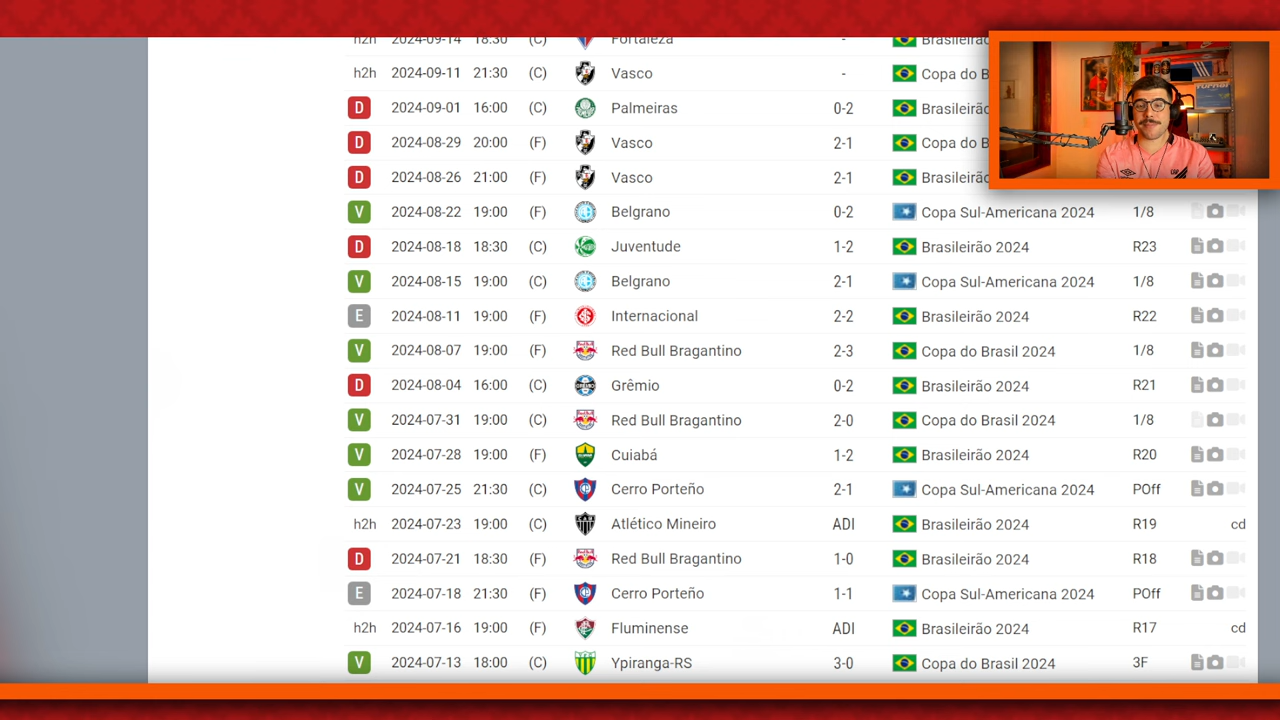 h2h 2024-09-14 18:30 (C) Fortaleza - Brasileirão
h2h 2024-09-11 21:30 (C) Vasco - Copa do B
D 2024-09-01 16:00 (C) Palmeiras 0-2 Brasileirão
D 2024-08-29 20:00 (F) Vasco 2-1 Copa do B
D 2024-08-26 21:00 (F) Vasco 2-1 Brasileirão
V 2024-08-22 19:00 (F) Belgrano 0-2 Copa Sul-Americana 2024 1/8
D 2024-08-18 18:30 (C) Juventude 1-2 Brasileirão 2024 R23
V 2024-08-15 19:00 (C) Belgrano 2-1 Copa Sul-Americana 2024 1/8
E 2024-08-11 19:00 (F) Internacional 2-2 Brasileirão 2024 R22
V 2024-08-07 19:00 (F) Red Bull Bragantino 2-3 Copa do Brasil 2024 1/8
D 2024-08-04 16:00 (C) Grêmio 0-2 Brasileirão 2024 R21
V 2024-07-31 19:00 (C) Red Bull Bragantino 2-0 Copa do Brasil 2024 1/8
V 2024-07-28 19:00 (F) Cuiabá 1-2 Brasileirão 2024 R20
V 2024-07-25 21:30 (C) Cerro Porteño 2-1 Copa Sul-Americana 2024 POff
h2h 2024-07-23 19:00 (C) Atlético Mineiro ADI Brasileirão 2024 R19 cd
D 2024-07-21 18:30 (F) Red Bull Bragantino 1-0 Brasileirão 2024 R18
E 2024-07-18 21:30 (F) Cerro Porteño 1-1 Copa Sul-Americana 2024 POff
h2h 2024-07-16 19:00 (F) Fluminense ADI Brasileirão 2024 R17 cd
V 2024-07-13 18:00 (C) Ypiranga-RS 3-0 Copa do Brasil 2024 3F